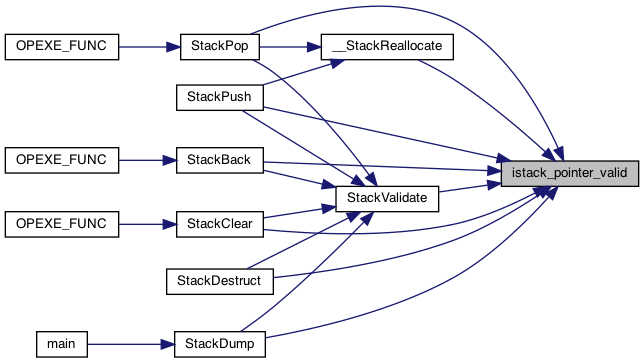 OPEXE_FUNC
StackPop
__StackReallocate
StackPush
OPEXE_FUNC
StackBack
istack_pointer_valid
StackValidate
OPEXE_FUNC
StackClear
StackDestruct
main
StackDump